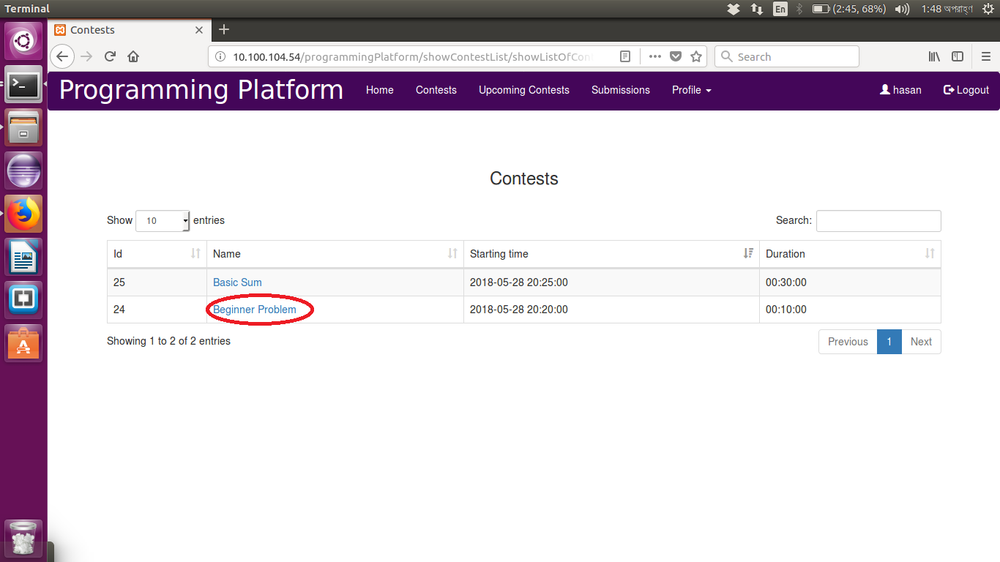 Terminal
En
(2:45, 68%)
1:48 অপরাহ্ণ
Contests
10.100.104.54/programmingPlatform/showContestList/showListOfCon
Search
Programming Platform
Home
Contests
Upcoming Contests
Submissions
Profile
hasan
Logout
Contests
Show 10 entries
Search:
Id Name Starting time Duration
25 Basic Sum 2018-05-28 20:25:00 00:30:00
24 Beginner Problem 2018-05-28 20:20:00 00:10:00
Showing 1 to 2 of 2 entries
Previous 1 Next